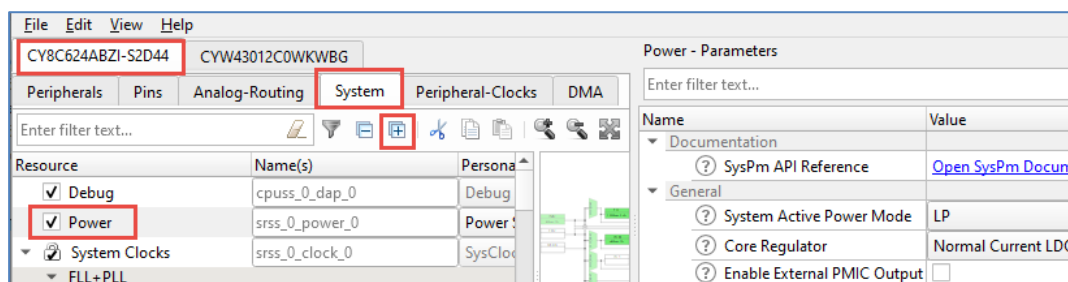 File Edit View Help
CY8C624ABZI-S2D44 CYW43012C0WKWBG
Peripherals Pins Analog-Routing System Peripheral-Clocks DMA
Enter filter text...
Resource Name(s) Persona
Debug cpuss_0_dap_0 Debug
Power srss_0_power_0 Power
System Clocks srss_0_clock_0 SysCloc
FLL+PLL
Power - Parameters
Enter filter text...
Name Value
Documentation
SysPm API Reference Open SysPm Docum
General
System Active Power Mode LP
Core Regulator Normal Current LDO
Enable External PMIC Output